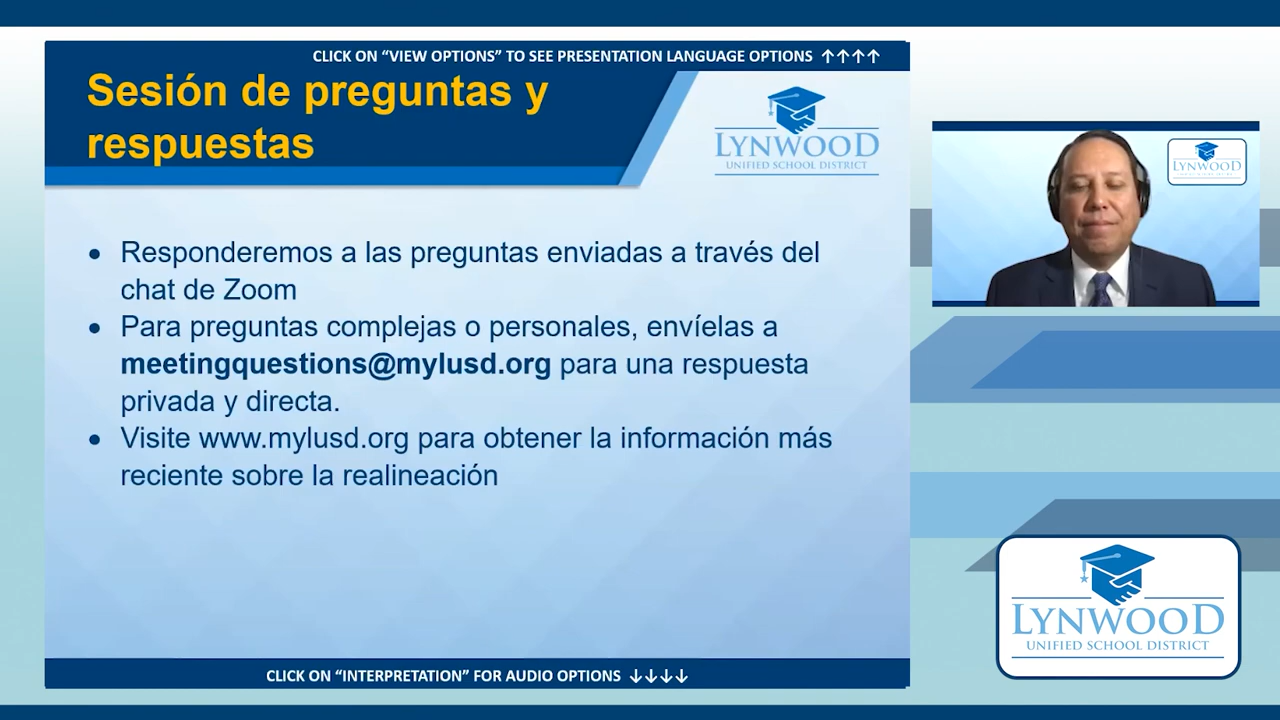 CLICK ON “VIEW OPTIONS” TO SEE PRESENTATION LANGUAGE OPTIONS ↑↑↑↑
Sesión de preguntas y
respuestas
LYNWOOD
UNIFIED SCHOOL DISTRICT
LYNWOOD
• Responderemos a las preguntas enviadas a través del
chat de Zoom
• Para preguntas complejas o personales, envíelas a
meetingquestions@mylusd.org para una respuesta
privada y directa.
• Visite www.mylusd.org para obtener la información más
reciente sobre la realineación
LYNWOOD
UNIFIED SCHOOL DISTRICT
CLICK ON “INTERPRETATION” FOR AUDIO OPTIONS ↓↓↓↓